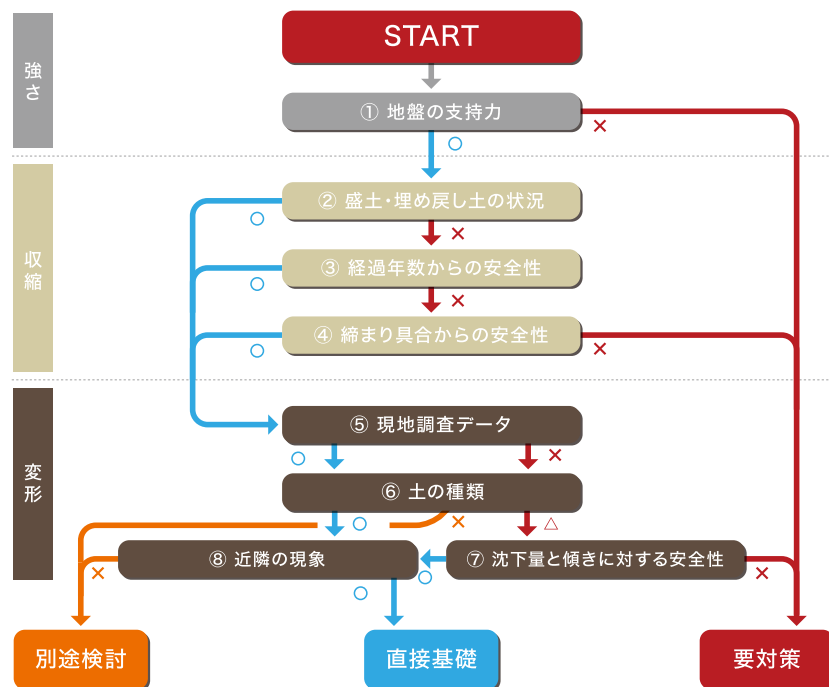 START
強さ
① 地盤の支持力
×
○
② 盛土・埋め戻し土の状況
○
×
収縮
③ 経過年数からの安全性
○
×
④ 締まり具合からの安全性
○
×
変形
⑤ 現地調査データ
○
×
⑥ 土の種類
○
×
△
⑧ 近隣の現象
⑦ 沈下量と傾きに対する安全性
×
○
○
×
別途検討
直接基礎
要対策